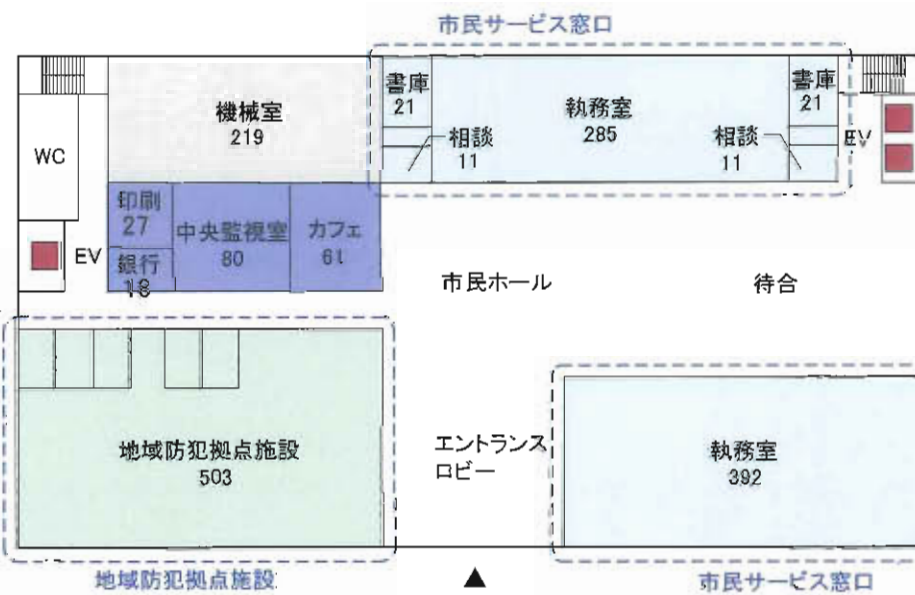 市民サービス窓口
機械室
219
書庫
21
執務室
285
書庫
21
相談
11
相談
11
EV
WC
印刷
27
中央監視室
80
カフェ
61
EV
銀行
18
市民ホール
待合
地域防犯拠点施設
503
エントランス
ロビー
執務室
392
地域防犯拠点施設
▲
市民サービス窓口